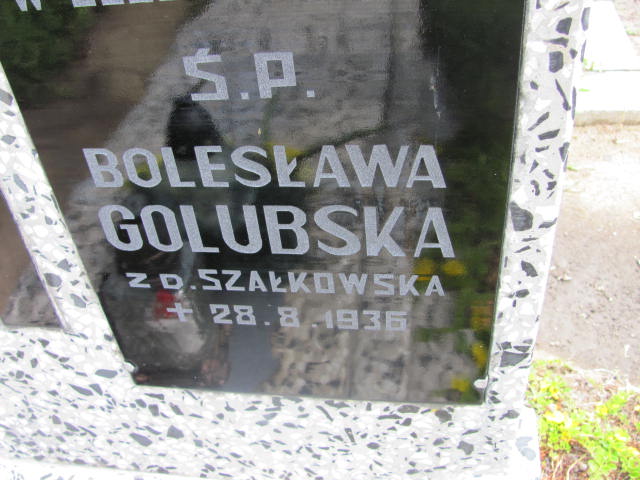 Ś.P.
BOLESŁAWA
GOLUBSKA
Z D. SZAŁKOWSKA
+ 28.8.1936